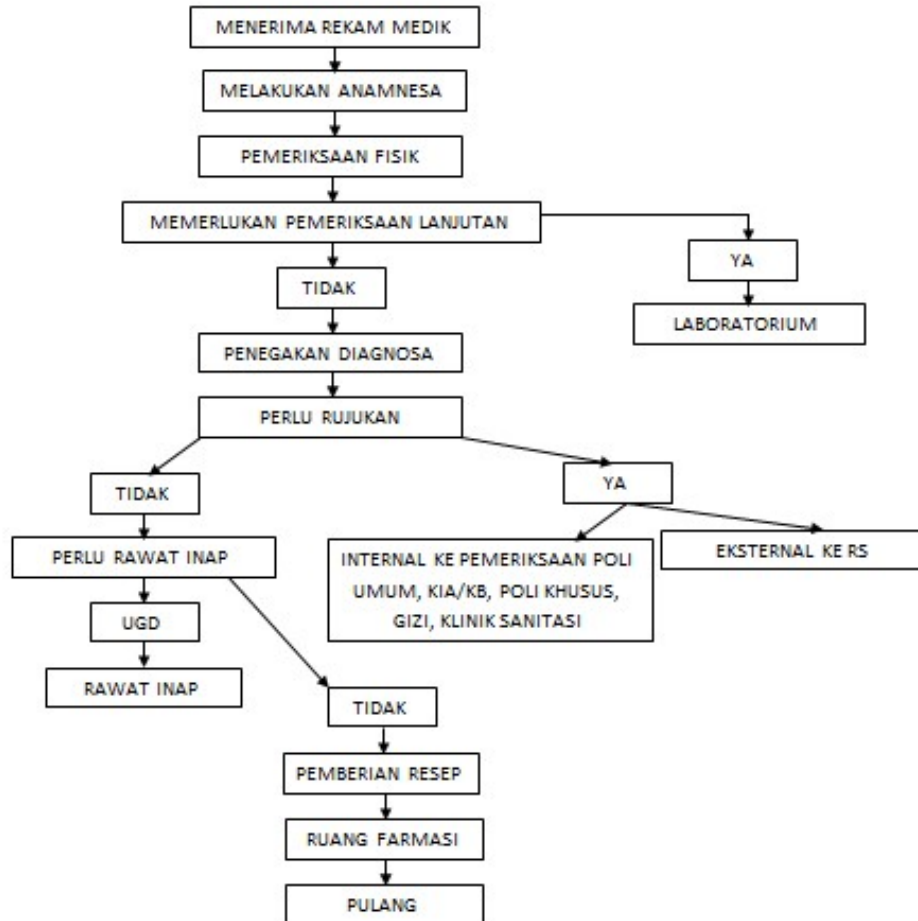 MENERIMA REKAM MEDIK
MELAKUKAN ANAMNESA
PEMERIKSAAN FISIK
MEMERLUKAN PEMERIKSAAN LANJUTAN
YA
TIDAK
LABORATORIUM
PENEGAKAN DIAGNOSA
PERLU RUJUKAN
TIDAK
YA
PERLU RAWAT INAP
INTERNAL KE PEMERIKSAAN POLI
UMUM, KIA/KB, POLI KHUSUS,
GIZI, KLINIK SANITASI
EKSTERNAL KE RS
UGD
RAWAT INAP
TIDAK
PEMBERIAN RESEP
RUANG FARMASI
PULANG